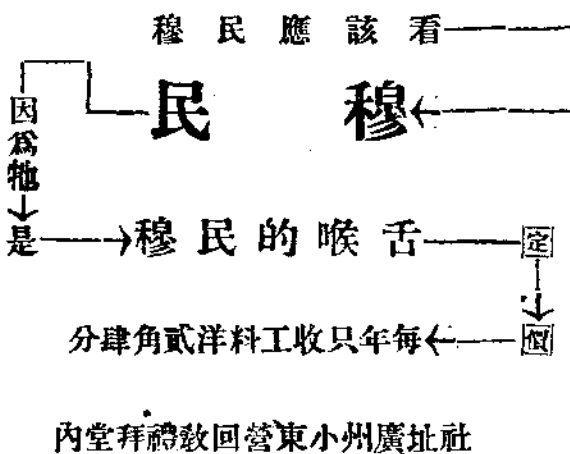 穆民應該看
穆民
因爲牠
是
穆民的喉舌
定
價
每年只收工料洋貳角肆分
社址廣州小東營回敎禮拜堂內